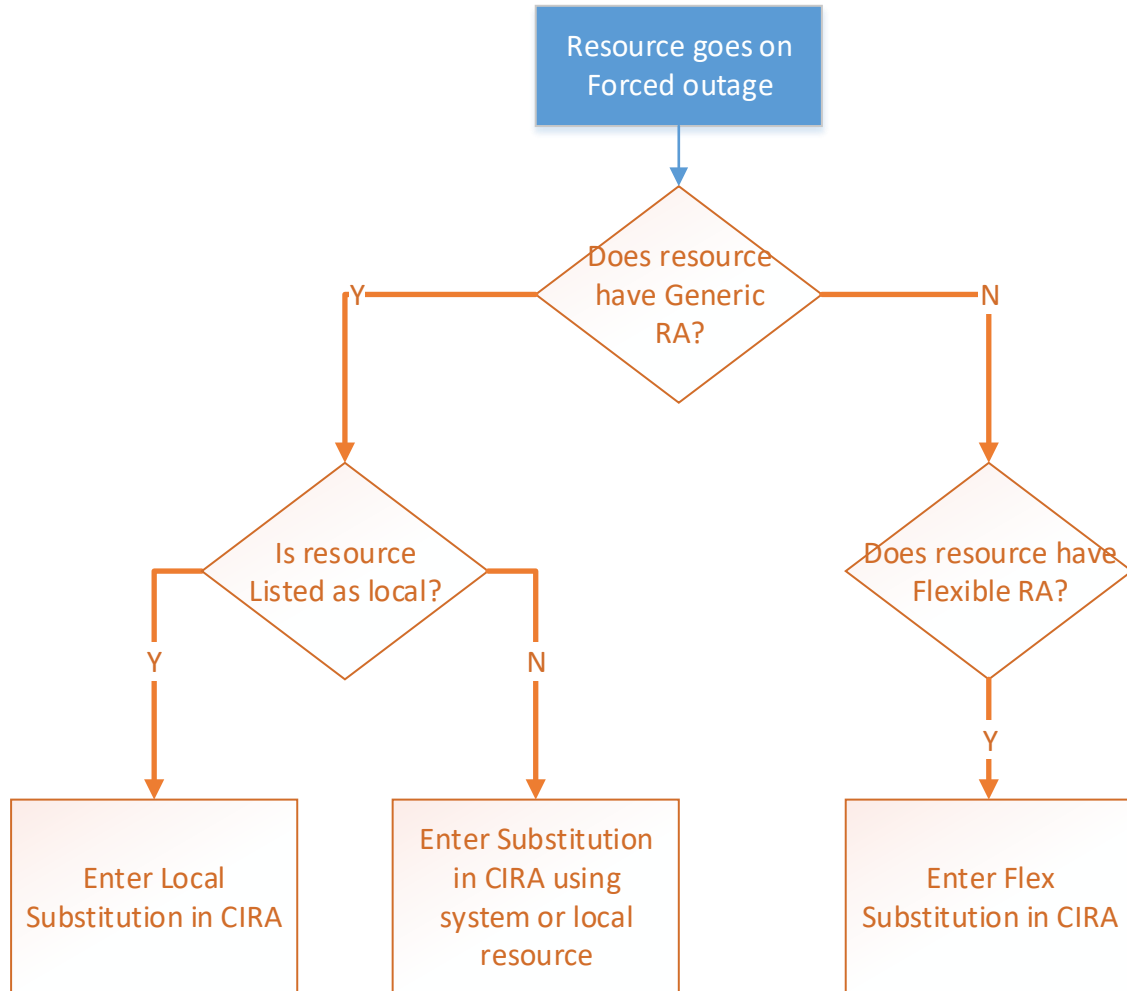 Resource goes on
Forced outage
Does resource
have Generic
RA?
Y
N
Is resource
Listed as local?
Does resource have
Flexible RA?
Y
N
Y
Enter Local
Substitution in CIRA
Enter Substitution
in CIRA using
system or local
resource
Enter Flex
Substitution in CIRA